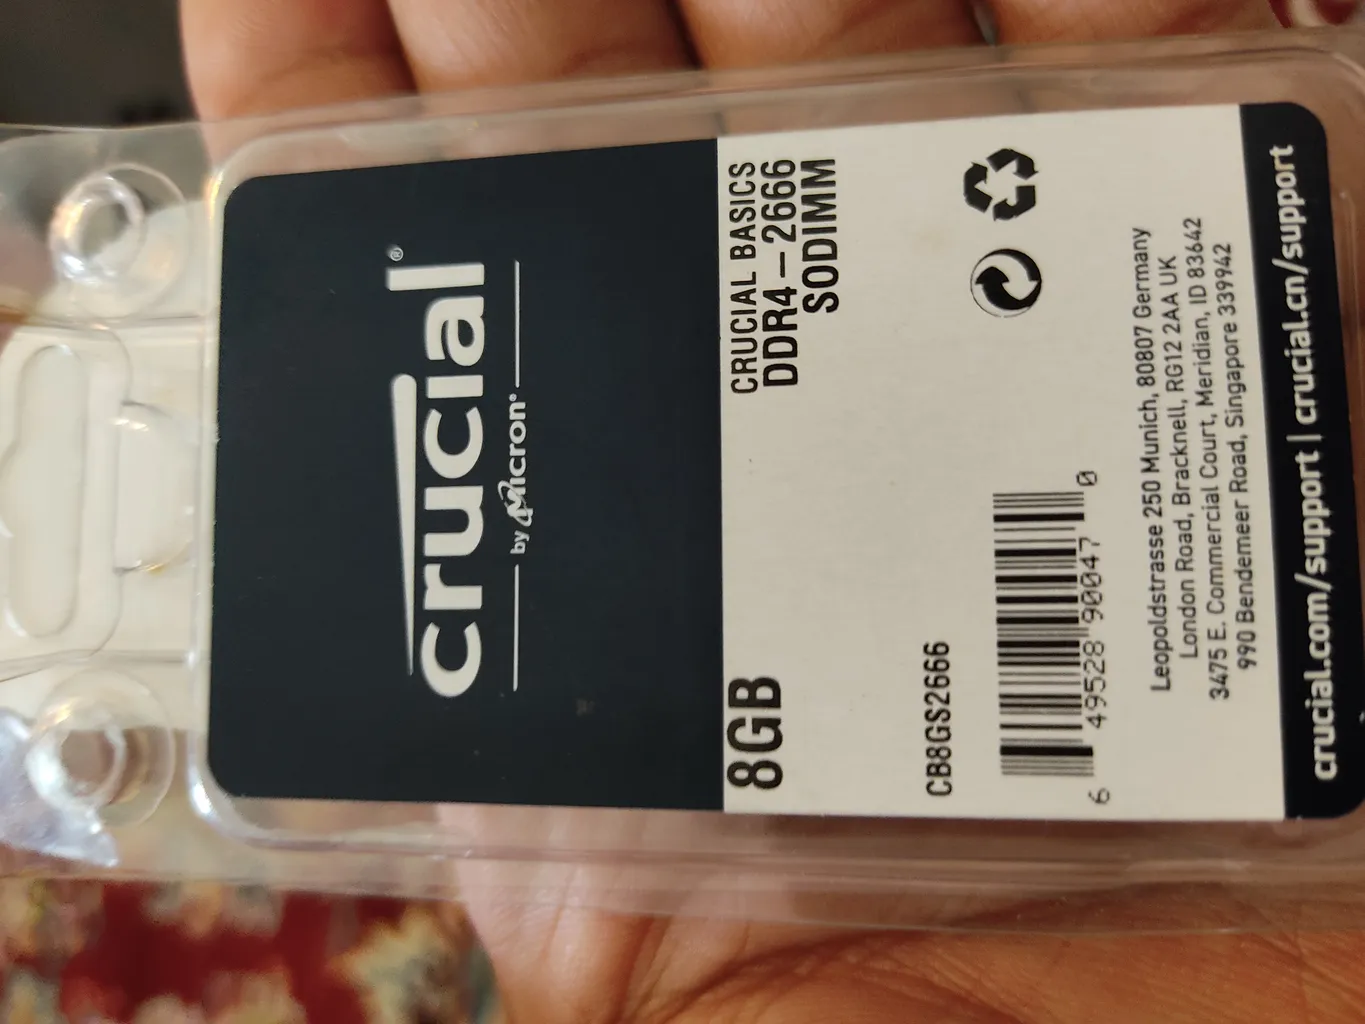 crucial®
by Micron®
8GB
CRUCIAL BASICS
DDR4-2666
SODIMM
CB8GS2666
6 49528 90047 0
Leopoldstrasse 250 Munich, 80807 Germany
London Road, Bracknell, RG12 2AA UK
3475 E. Commercial Court, Meridian, ID 83642
990 Bendemeer Road, Singapore 339942
crucial.com/support | crucial.cn/support